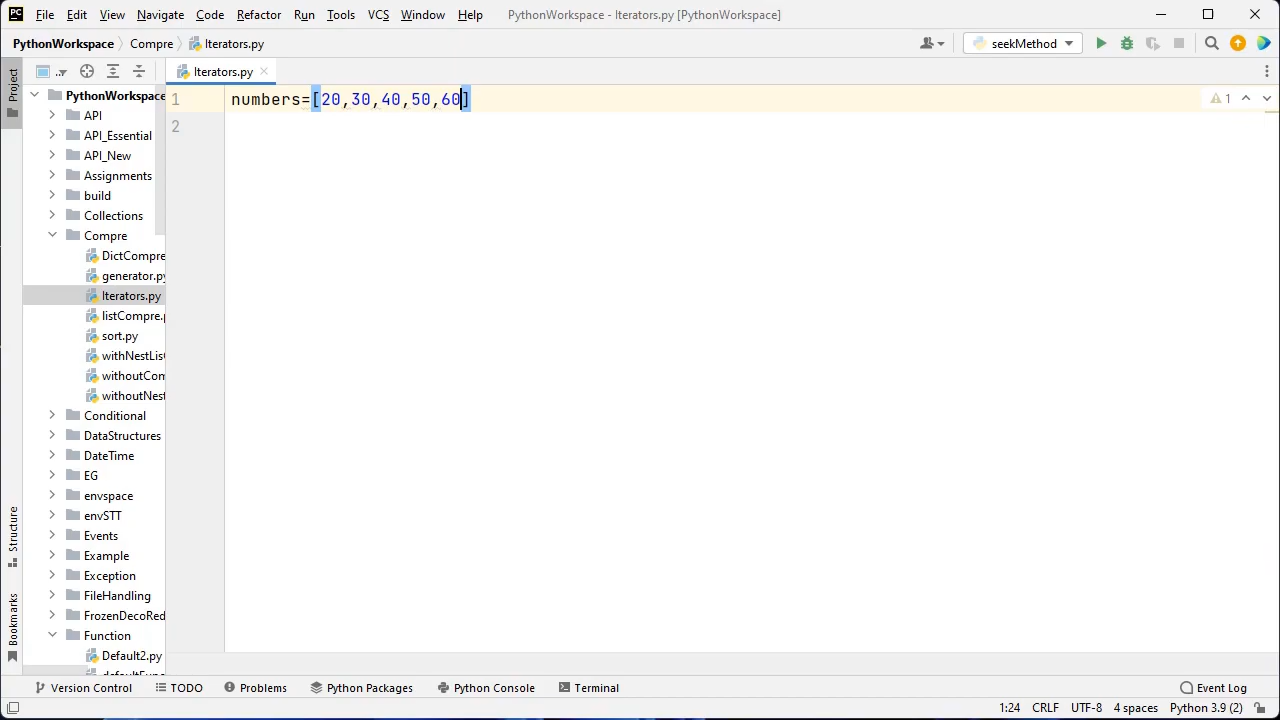 PC File Edit View Navigate Code Refactor Run Tools VCS Window Help PythonWorkspace - Iterators.py [PythonWorkspace]
PythonWorkspace Compre Iterators.py seekMethod
Project
Iterators.py
PythonWorkspace
API
API_Essential
API_New
Assignments
build
Collections
Compre
DictCompre
generator.py
Iterators.py
listCompre.
sort.py
withNestLis
withoutCom
withoutNest
Conditional
DataStructures
DateTime
EG
envspace
envSTT
Events
Example
Exception
FileHandling
FrozenDecoRed
Function
Default2.py
1 numbers=[20,30,40,50,60]
2
1
Structure
Bookmarks
Version Control TODO Problems Python Packages Python Console Terminal Event Log
1:24 CRLF UTF-8 4 spaces Python 3.9 (2)